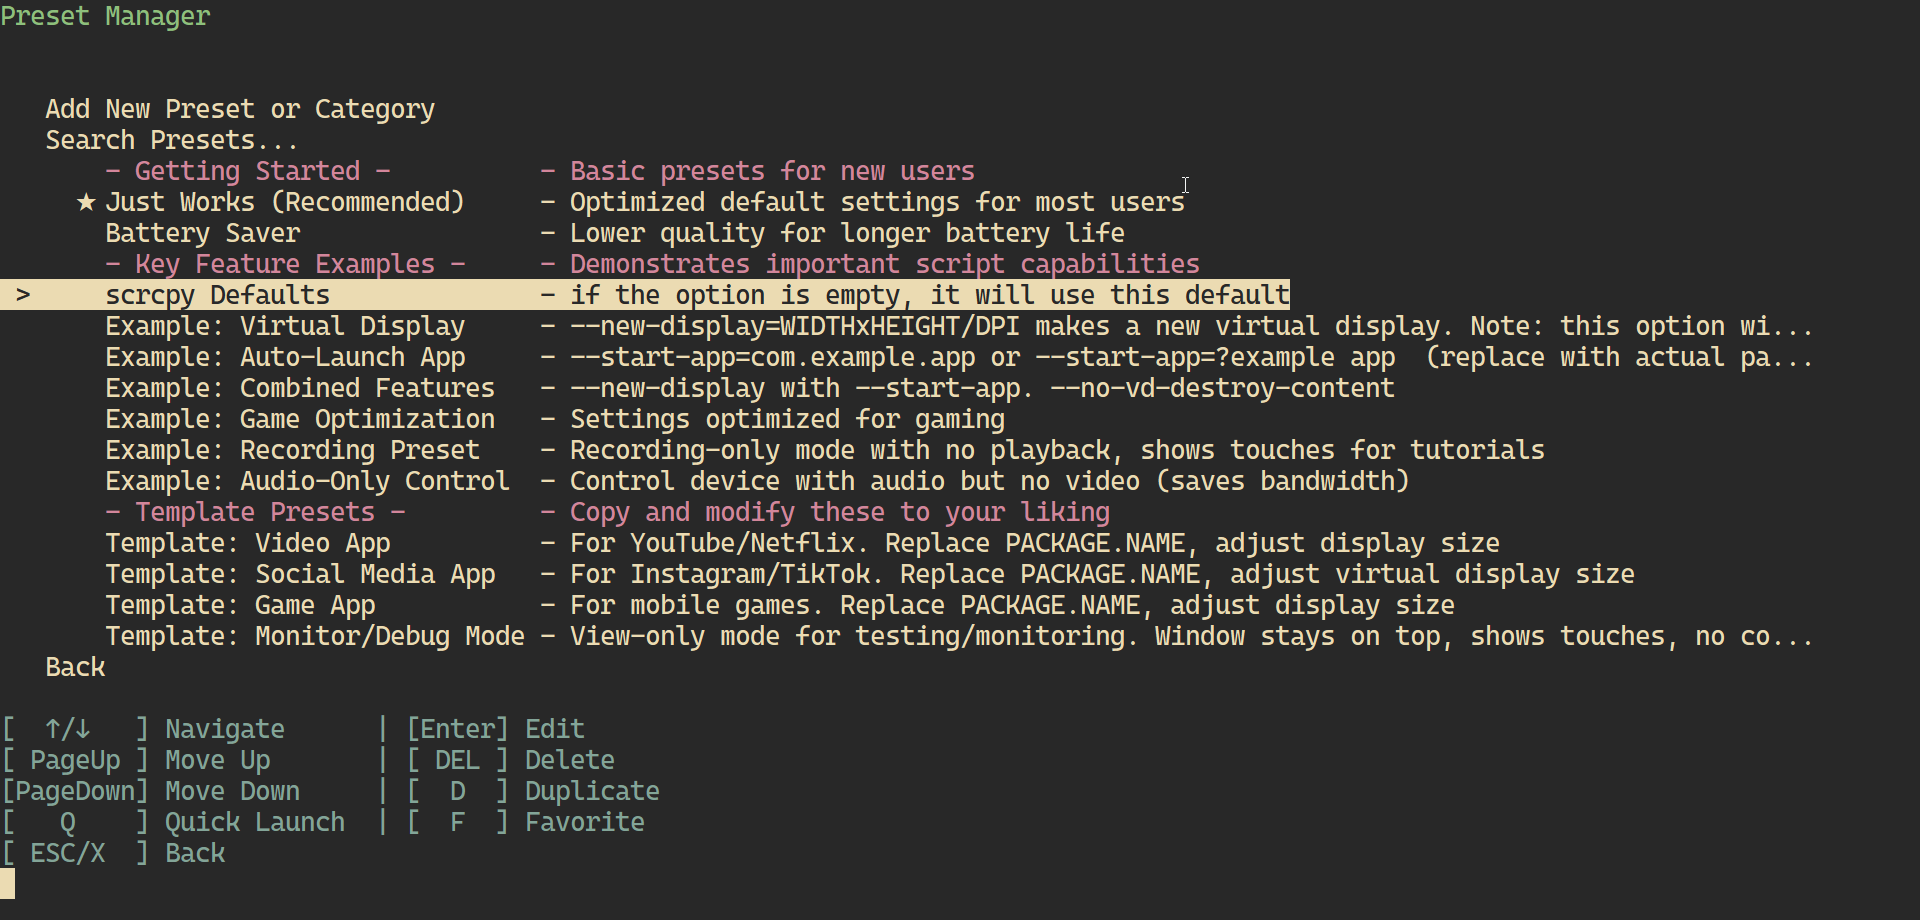 Preset Manager
Add New Preset or Category
Search Presets...
- Getting Started - - Basic presets for new users
★ Just Works (Recommended) - Optimized default settings for most users
Battery Saver - Lower quality for longer battery life
- Key Feature Examples - - Demonstrates important script capabilities
> scrcpy Defaults - if the option is empty, it will use this default
Example: Virtual Display - --new-display=WIDTHxHEIGHT/DPI makes a new virtual display. Note: this option wi...
Example: Auto-Launch App - --start-app=com.example.app or --start-app=?example app (replace with actual pa...
Example: Combined Features - --new-display with --start-app. --no-vd-destroy-content
Example: Game Optimization - Settings optimized for gaming
Example: Recording Preset - Recording-only mode with no playback, shows touches for tutorials
Example: Audio-Only Control - Control device with audio but no video (saves bandwidth)
- Template Presets - - Copy and modify these to your liking
Template: Video App - For YouTube/Netflix. Replace PACKAGE.NAME, adjust display size
Template: Social Media App - For Instagram/TikTok. Replace PACKAGE.NAME, adjust virtual display size
Template: Game App - For mobile games. Replace PACKAGE.NAME, adjust display size
Template: Monitor/Debug Mode - View-only mode for testing/monitoring. Window stays on top, shows touches, no co...
Back
[ ↑/↓ ] Navigate | [Enter] Edit
[ PageUp ] Move Up | [ DEL ] Delete
[PageDown] Move Down | [ D ] Duplicate
[ Q ] Quick Launch | [ F ] Favorite
[ ESC/X ] Back